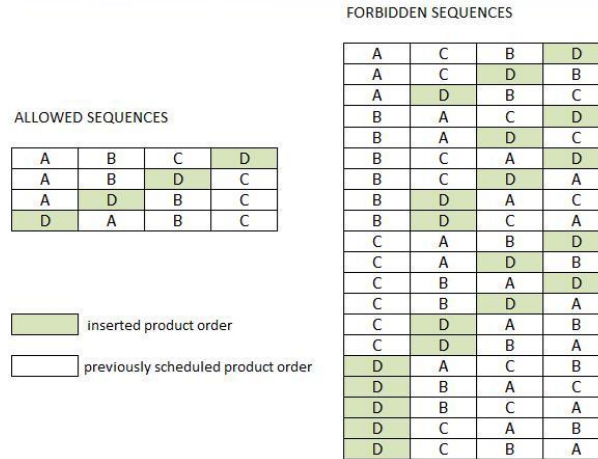 FORBIDDEN SEQUENCES
A C B D
A C D B
A D B C
B A C D
B A D C
B C A D
B C D A
B D A C
B D C A
C A B D
C A D B
C B A D
C B D A
C D A B
C D B A
D A C B
D B A C
D B C A
D C A B
D C B A
ALLOWED SEQUENCES
A B C D
A B D C
A D B C
D A B C
inserted product order
previously scheduled product order